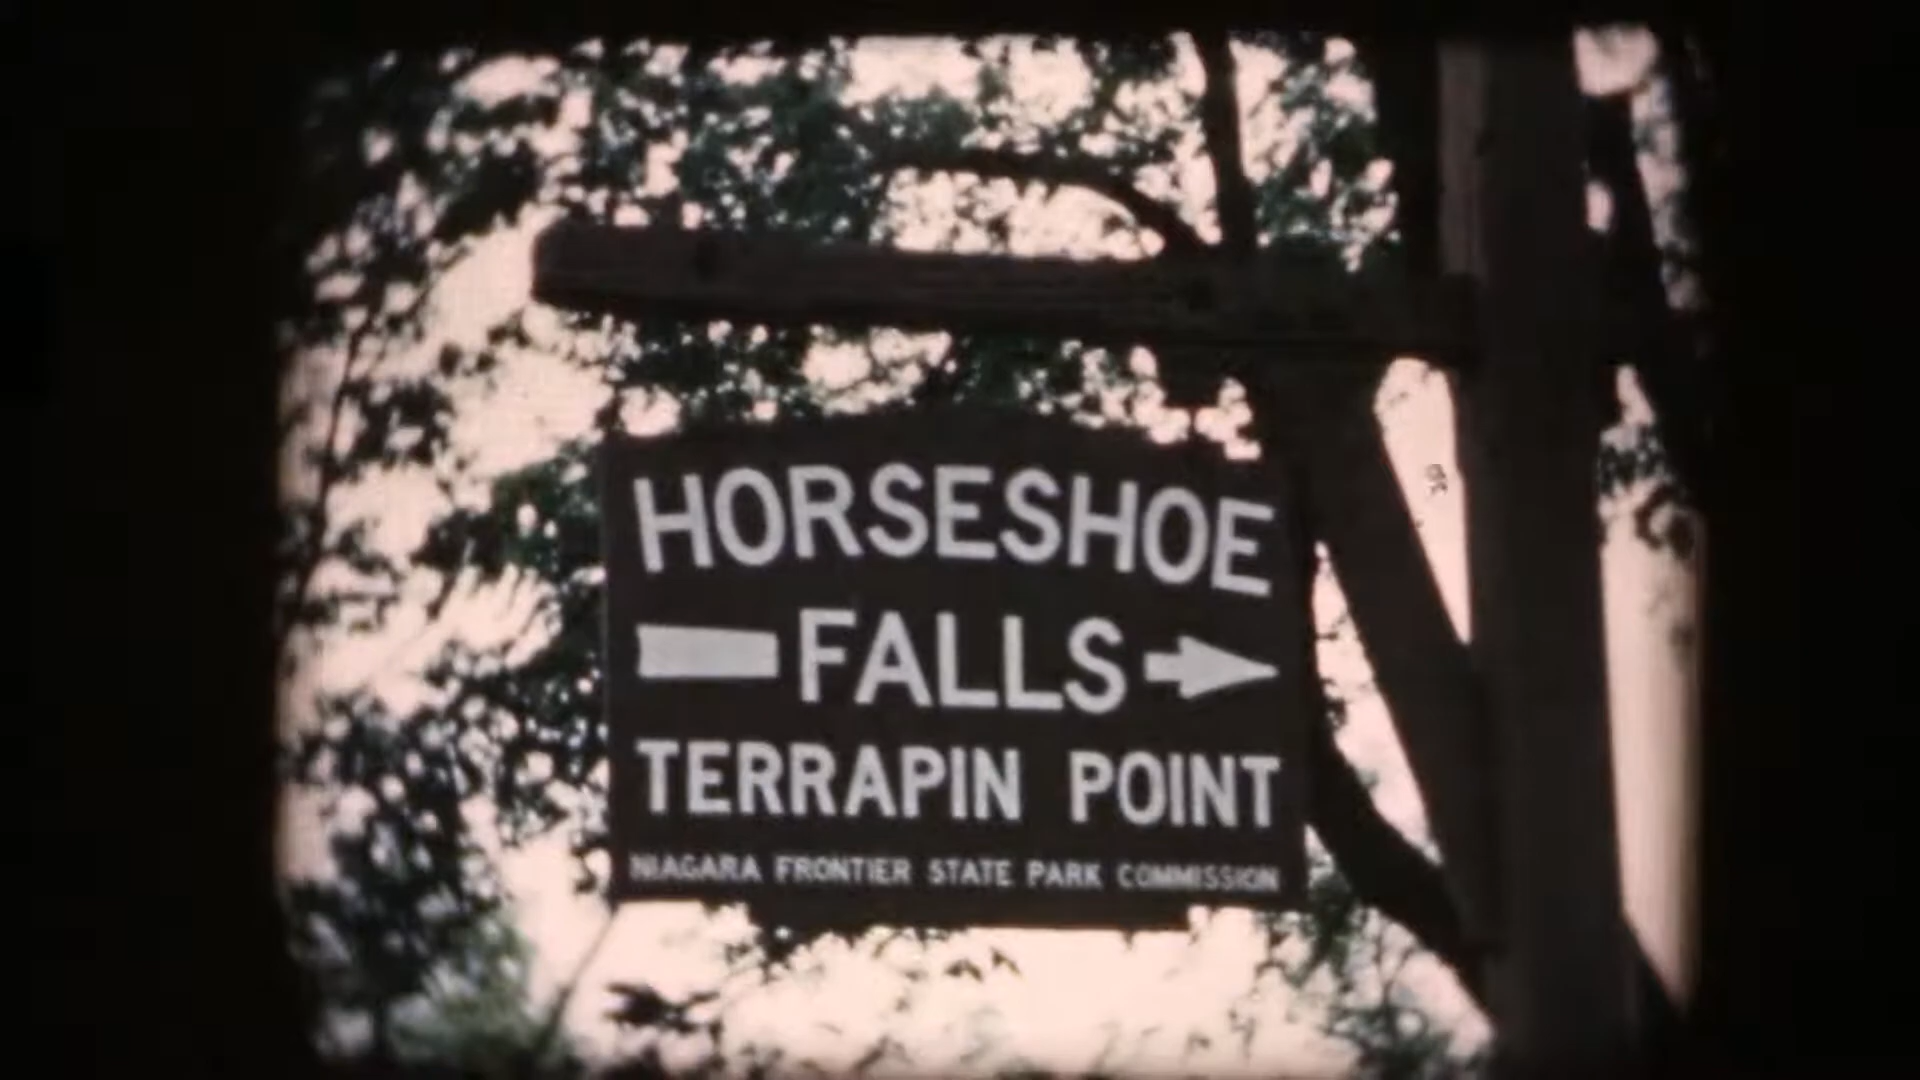 HORSESHOE
FALLS
TERRAPIN POINT
NIAGARA FRONTIER STATE PARK COMMISSION